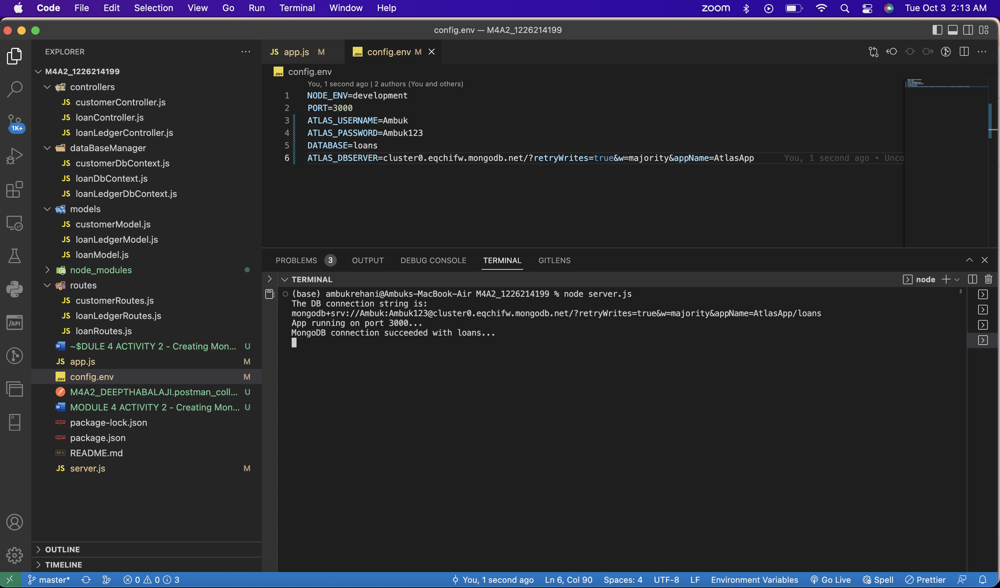 Code File Edit Selection View Go Run Terminal Window Help zoom Tue Oct 3 2:13 AM
config.env — M4A2_1226214199
EXPLORER
M4A2_1226214199
controllers
JS customerController.js
JS loanController.js
JS loanLedgerController.js
dataBaseManager
JS customerDbContext.js
JS loanDbContext.js
JS loanLedgerDbContext.js
models
JS customerModel.js
JS loanLedgerModel.js
JS loanModel.js
node_modules
routes
JS customerRoutes.js
JS loanLedgerRoutes.js
JS loanRoutes.js
~$DULE 4 ACTIVITY 2 - Creating Mon... U
JS app.js M
.ENV config.env M
M4A2_DEEPTHABALAJI.postman_coll... U
MODULE 4 ACTIVITY 2 - Creating Mon... U
package-lock.json
package.json
README.md
JS server.js M
OUTLINE
TIMELINE
1K+
/API
JS app.js M .ENV config.env M
.ENV config.env
You, 1 second ago | 2 authors (You and others)
1 NODE_ENV=development
2 PORT=3000
3 ATLAS_USERNAME=Ambuk
4 ATLAS_PASSWORD=Ambuk123
5 DATABASE=loans
6 ATLAS_DBSERVER=cluster0.eqchifw.mongodb.net/?retryWrites=true&w=majority&appName=AtlasApp You, 1 second ago • Unco
PROBLEMS 3 OUTPUT DEBUG CONSOLE TERMINAL GITLENS
TERMINAL node
(base) ambukrehani@Ambuks-MacBook-Air M4A2_1226214199 % node server.js
The DB connection string is:
mongodb+srv://Ambuk:Ambuk123@cluster0.eqchifw.mongodb.net/?retryWrites=true&w=majority&appName=AtlasApp/loans
App running on port 3000...
MongoDB connection succeeded with loans...
master* 0 0 3 You, 1 second ago Ln 6, Col 90 Spaces: 4 UTF-8 LF Environment Variables Go Live Spell Prettier